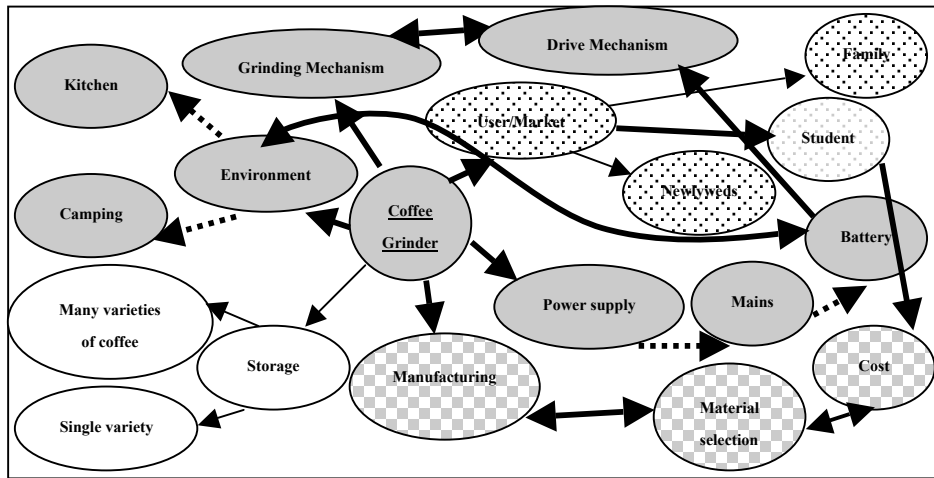 Drive Mechanism
Family
Grinding Mechanism
Kitchen
User/Market
Student
Environment
Newlyweds
Camping
Coffee
Grinder
Battery
Many varieties
of coffee
Power supply
Mains
Storage
Manufacturing
Cost
Single variety
Material
selection